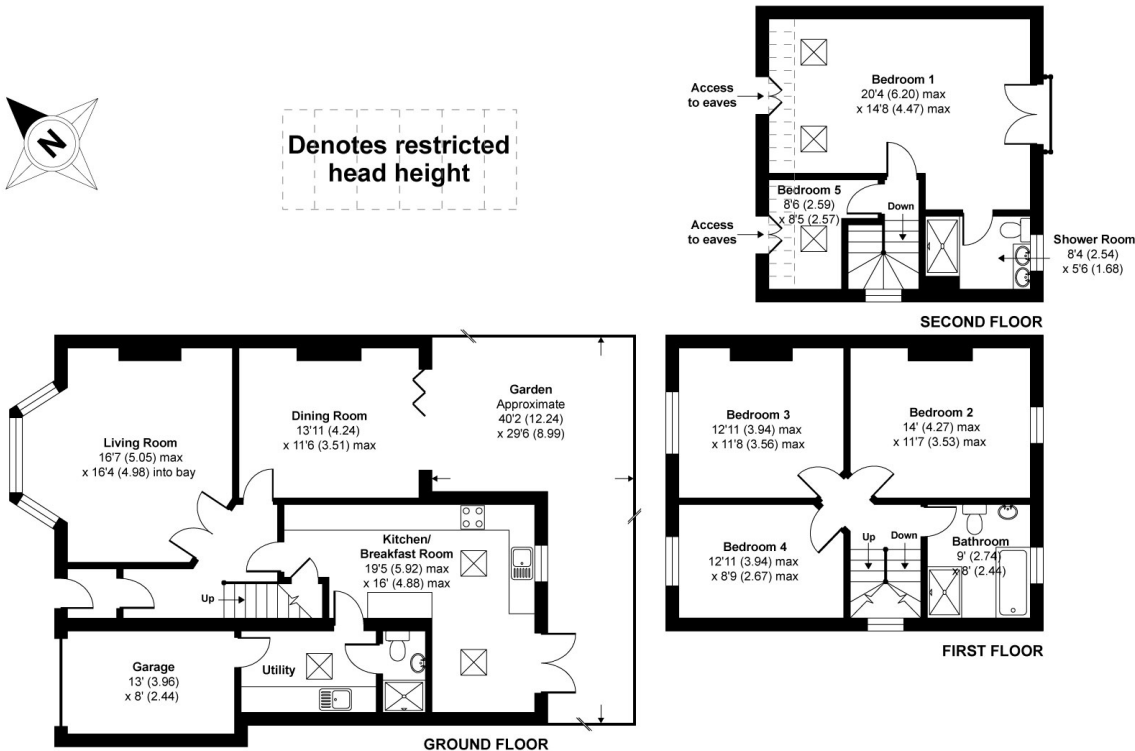 N
Denotes restricted
head height
Access
to eaves
Bedroom 1
20'4 (6.20) max
x 14'8 (4.47) max
Bedroom 5
8'6 (2.59)
x 8'5 (2.57)
Down
Access
to eaves
Shower Room
8'4 (2.54)
x 5'6 (1.68)
SECOND FLOOR
Living Room
16'7 (5.05) max
x 16'4 (4.98) into bay
Dining Room
13'11 (4.24)
x 11'6 (3.51) max
Garden
Approximate
40'2 (12.24)
x 29'6 (8.99)
Kitchen/
Breakfast Room
19'5 (5.92) max
x 16' (4.88) max
Up
Garage
13' (3.96)
x 8' (2.44)
Utility
GROUND FLOOR
Bedroom 3
12'11 (3.94) max
x 11'8 (3.56) max
Bedroom 2
14' (4.27) max
x 11'7 (3.53) max
Bedroom 4
12'11 (3.94) max
x 8'9 (2.67) max
Up
Down
Bathroom
9' (2.74)
x 8' (2.44)
FIRST FLOOR